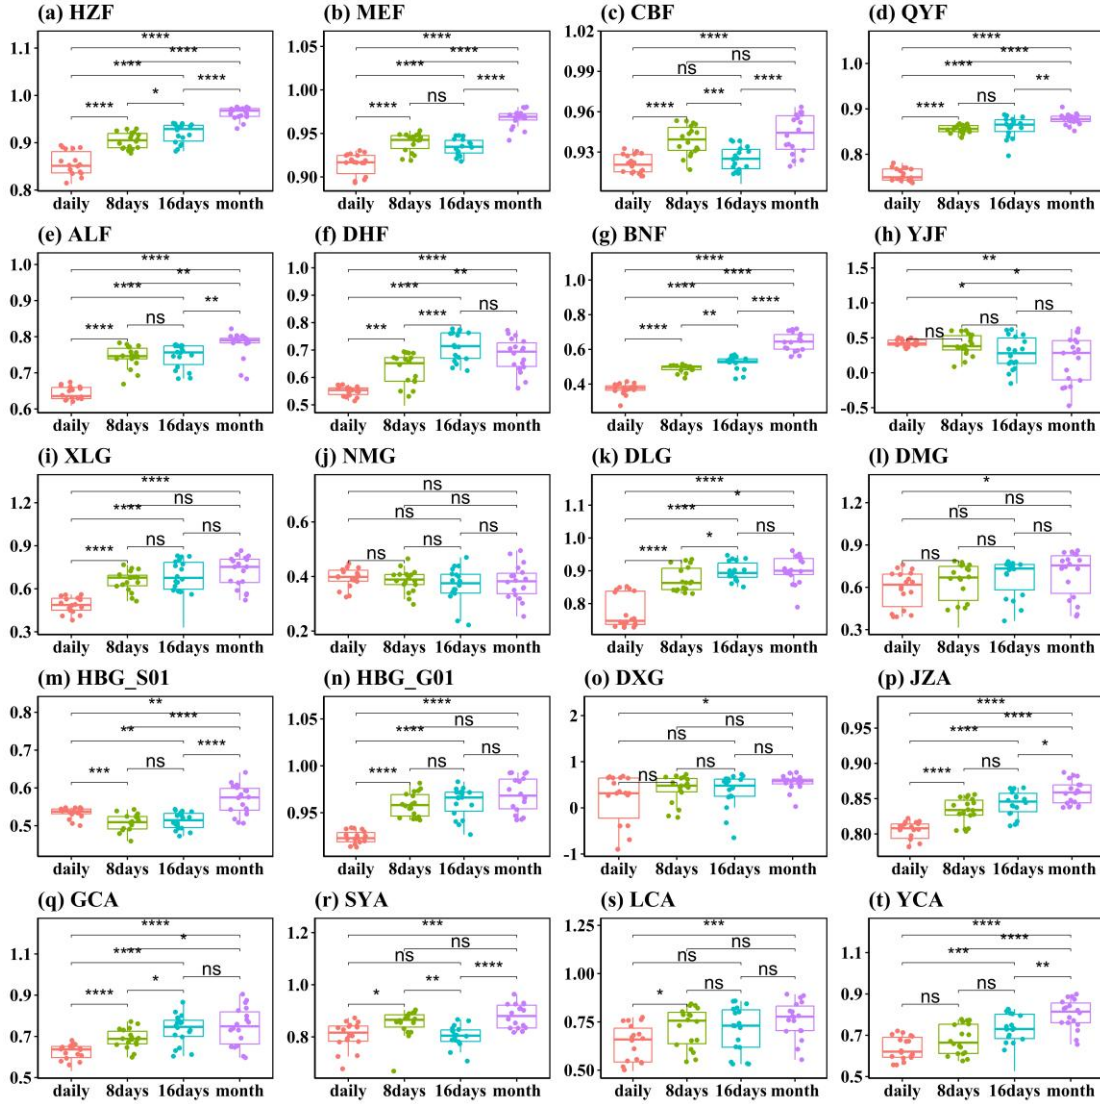 (a) HZF (b) MEF (c) CBF (d) QYF
1.1 1.0 0.9 0.8
**** **** **** **** **** *
daily 8days 16days month
1.05 1.00 0.95 0.90
**** **** **** **** **** ns
daily 8days 16days month
1.02 0.99 0.96 0.93
**** ns ns **** **** ***
daily 8days 16days month
1.0 0.9 0.8
**** **** **** ** **** ns
daily 8days 16days month
(e) ALF (f) DHF (g) BNF (h) YJF
1.0 0.9 0.8 0.7 0.6
**** ** **** ** **** ns
daily 8days 16days month
1.0 0.9 0.8 0.7 0.6 0.5
**** ** **** ns *** ****
daily 8days 16days month
1.0 0.8 0.6 0.4
**** **** **** **** **** **
daily 8days 16days month
1.5 1.0 0.5 0.0 -0.5
** * * ns ns ns
daily 8days 16days month
(i) XLG (j) NMG (k) DLG (l) DMG
1.2 0.9 0.6 0.3
**** ns **** ns **** ns
daily 8days 16days month
0.6 0.4 0.2
ns ns ns ns ns ns
daily 8days 16days month
1.1 1.0 0.9 0.8
**** * **** ns **** *
daily 8days 16days month
1.2 0.9 0.6 0.3
* ns ns ns ns ns
daily 8days 16days month
(m) HBG_S01 (n) HBG_G01 (o) DXG (p) JZA
0.8 0.7 0.6 0.5 0.4
** **** ** **** *** ns
daily 8days 16days month
1.05 1.00 0.95
**** ns **** ns **** ns
daily 8days 16days month
2 1 0 -1
* ns ns ns ns ns
daily 8days 16days month
0.95 0.90 0.85 0.80
**** **** **** * **** ns
daily 8days 16days month
(q) GCA (r) SYA (s) LCA (t) YCA
1.1 0.9 0.7 0.5
**** * **** ns **** *
daily 8days 16days month
1.2 1.0 0.8
*** ns ns **** * **
daily 8days 16days month
1.25 1.00 0.75 0.50
*** ns ns ns * ns
daily 8days 16days month
1.1 0.9 0.7 0.5
**** **** *** ** ns ns
daily 8days 16days month